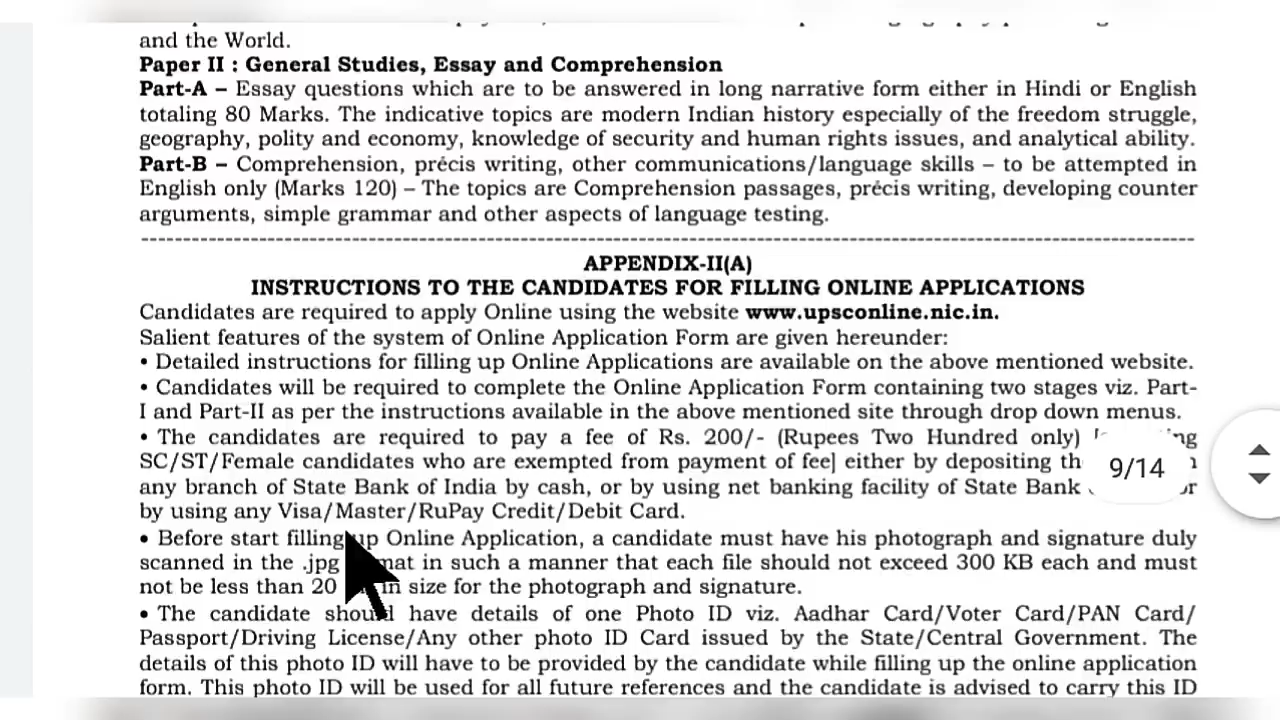 and the World.
Paper II : General Studies, Essay and Comprehension
Part-A – Essay questions which are to be answered in long narrative form either in Hindi or English
totaling 80 Marks. The indicative topics are modern Indian history especially of the freedom struggle,
geography, polity and economy, knowledge of security and human rights issues, and analytical ability.
Part-B – Comprehension, précis writing, other communications/language skills – to be attempted in
English only (Marks 120) – The topics are Comprehension passages, précis writing, developing counter
arguments, simple grammar and other aspects of language testing.
APPENDIX-II(A)
INSTRUCTIONS TO THE CANDIDATES FOR FILLING ONLINE APPLICATIONS
Candidates are required to apply Online using the website www.upsconline.nic.in.
Salient features of the system of Online Application Form are given hereunder:
• Detailed instructions for filling up Online Applications are available on the above mentioned website.
• Candidates will be required to complete the Online Application Form containing two stages viz. Part-
I and Part-II as per the instructions available in the above mentioned site through drop down menus.
• The candidates are required to pay a fee of Rs. 200/- (Rupees Two Hundred only)
SC/ST/Female candidates who are exempted from payment of fee] either by depositing
any branch of State Bank of India by cash, or by using net banking facility of State Bank
by using any Visa/Master/RuPay Credit/Debit Card.
• Before start filling up Online Application, a candidate must have his photograph and signature duly
scanned in the .jpg in such a manner that each file should not exceed 300 KB each and must
not be less than 20 in size for the photograph and signature.
• The candidate should have details of one Photo ID viz. Aadhar Card/Voter Card/PAN Card/
Passport/Driving License/Any other photo ID Card issued by the State/Central Government. The
details of this photo ID will have to be provided by the candidate while filling up the online application
form. This photo ID will be used for all future references and the candidate is advised to carry this ID
9/14